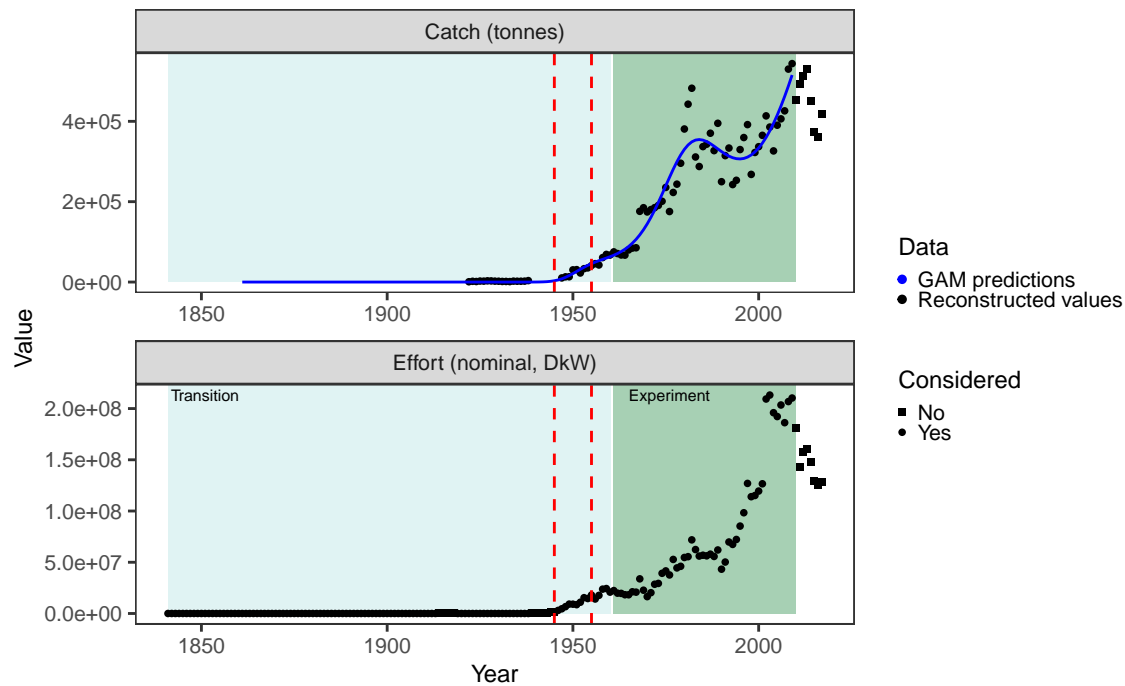 Catch (tonnes)
4e+05
2e+05
0e+00
1850 1900 1950 2000
Value
Effort (nominal, DkW)
Transition Experiment
2.0e+08
1.5e+08
1.0e+08
5.0e+07
0.0e+00
1850 1900 1950 2000
Year
Data
GAM predictions
Reconstructed values
Considered
No
Yes